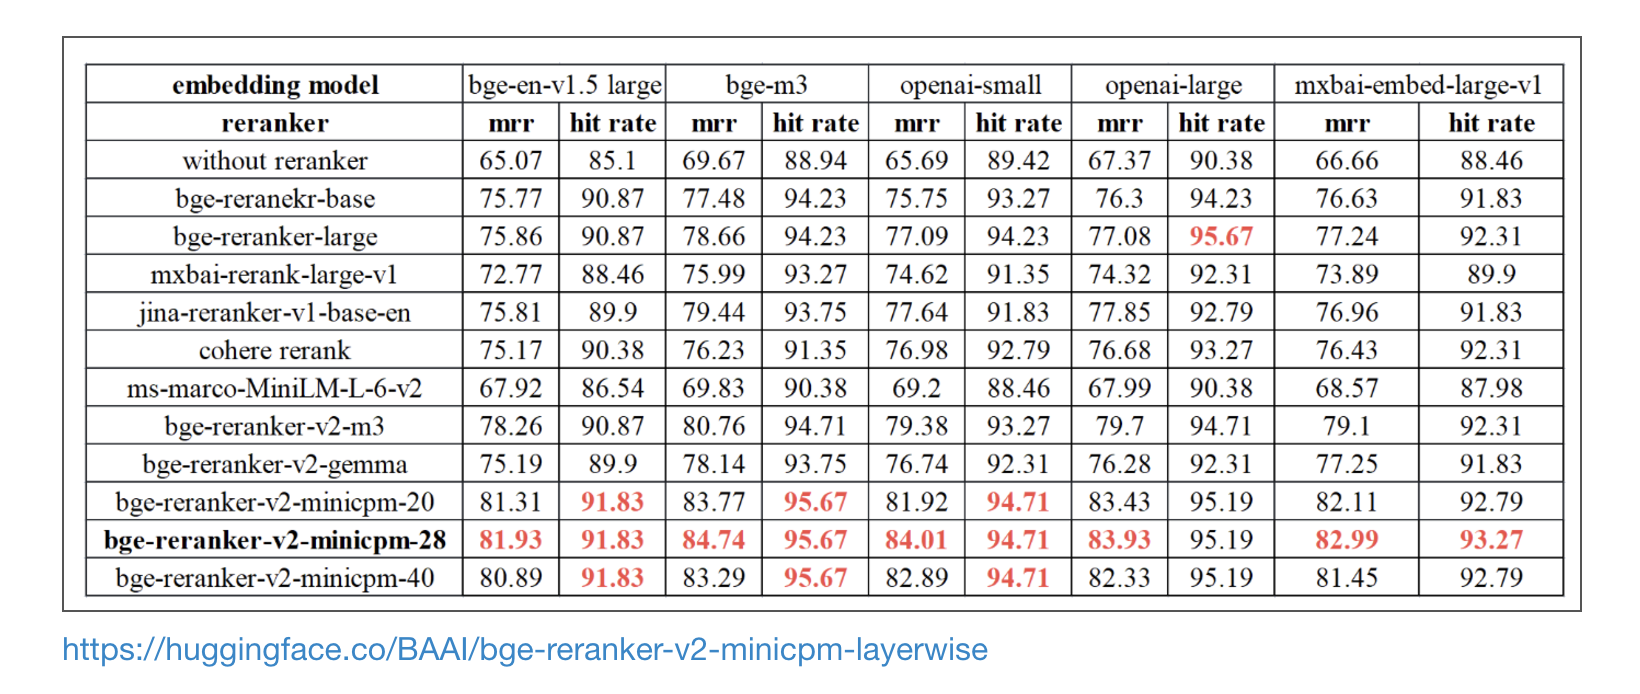 embedding model bge-en-v1.5 large bge-m3 openai-small openai-large mxbai-embed-large-v1
reranker mrr hit rate mrr hit rate mrr hit rate mrr hit rate mrr hit rate
without reranker 65.07 85.1 69.67 88.94 65.69 89.42 67.37 90.38 66.66 88.46
bge-reranekr-base 75.77 90.87 77.48 94.23 75.75 93.27 76.3 94.23 76.63 91.83
bge-reranker-large 75.86 90.87 78.66 94.23 77.09 94.23 77.08 95.67 77.24 92.31
mxbai-rerank-large-v1 72.77 88.46 75.99 93.27 74.62 91.35 74.32 92.31 73.89 89.9
jina-reranker-v1-base-en 75.81 89.9 79.44 93.75 77.64 91.83 77.85 92.79 76.96 91.83
cohere rerank 75.17 90.38 76.23 91.35 76.98 92.79 76.68 93.27 76.43 92.31
ms-marco-MiniLM-L-6-v2 67.92 86.54 69.83 90.38 69.2 88.46 67.99 90.38 68.57 87.98
bge-reranker-v2-m3 78.26 90.87 80.76 94.71 79.38 93.27 79.7 94.71 79.1 92.31
bge-reranker-v2-gemma 75.19 89.9 78.14 93.75 76.74 92.31 76.28 92.31 77.25 91.83
bge-reranker-v2-minicpm-20 81.31 91.83 83.77 95.67 81.92 94.71 83.43 95.19 82.11 92.79
bge-reranker-v2-minicpm-28 81.93 91.83 84.74 95.67 84.01 94.71 83.93 95.19 82.99 93.27
bge-reranker-v2-minicpm-40 80.89 91.83 83.29 95.67 82.89 94.71 82.33 95.19 81.45 92.79
https://huggingface.co/BAAI/bge-reranker-v2-minicpm-layerwise